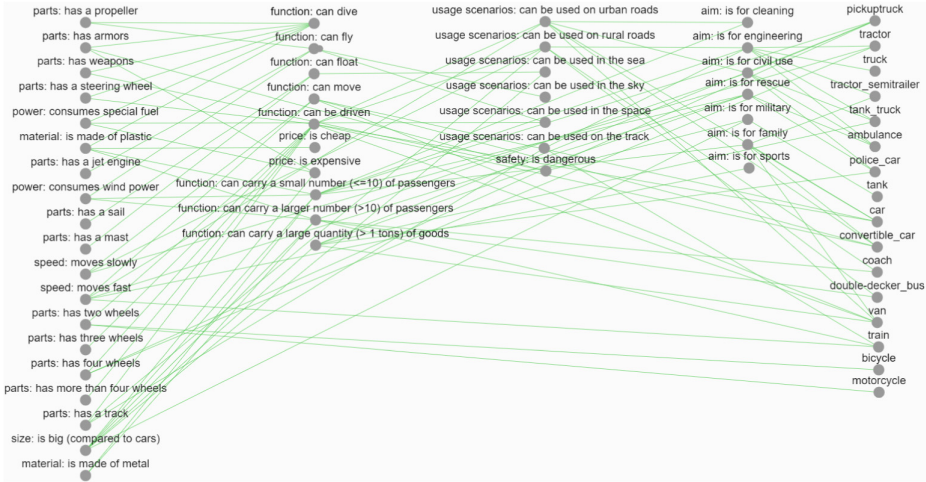 parts: has a propeller
parts: has armors
parts: has weapons
parts: has a steering wheel
power: consumes special fuel
material: is made of plastic
parts: has a jet engine
power: consumes wind power
parts: has a sail
parts: has a mast
speed: moves slowly
speed: moves fast
parts: has two wheels
parts: has three wheels
parts: has four wheels
parts: has more than four wheels
parts: has a track
size: is big (compared to cars)
material: is made of metal
function: can dive
function: can fly
function: can float
function: can move
function: can be driven
price: is cheap
price: is expensive
function: can carry a small number (<=10) of passengers
function: can carry a larger number (>10) of passengers
function: can carry a large quantity (> 1 tons) of goods
usage scenarios: can be used on urban roads
usage scenarios: can be used on rural roads
usage scenarios: can be used in the sea
usage scenarios: can be used in the sky
usage scenarios: can be used in the space
usage scenarios: can be used on the track
safety: is dangerous
aim: is for cleaning
aim: is for engineering
aim: is for civil use
aim: is for rescue
aim: is for military
aim: is for family
aim: is for sports
pickuptruck
tractor
truck
tractor_semitrailer
tank_truck
ambulance
police_car
tank
car
convertible_car
coach
double-decker_bus
van
train
bicycle
motorcycle